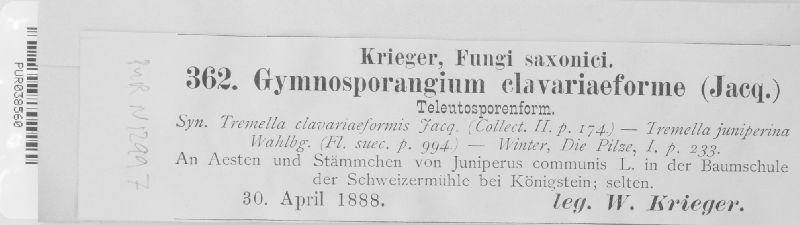 Krieger, Fungi saxonici.
362. Gymnosporangium clavariaeforme (Jacq.)
Teleutosporenform.
Syn. Tremella clavariaeformis Jacq. (Collect. II. p. 174.) — Tremella juniperina
Wahlbg. (Fl. suec. p. 994.) — Winter, Die Pilze, I. p. 233.
An Aesten und Stämmchen von Juniperus communis L. in der Baumschule
der Schweizermühle bei Königstein; selten.
30. April 1888.
leg. W. Krieger.
PUR038560